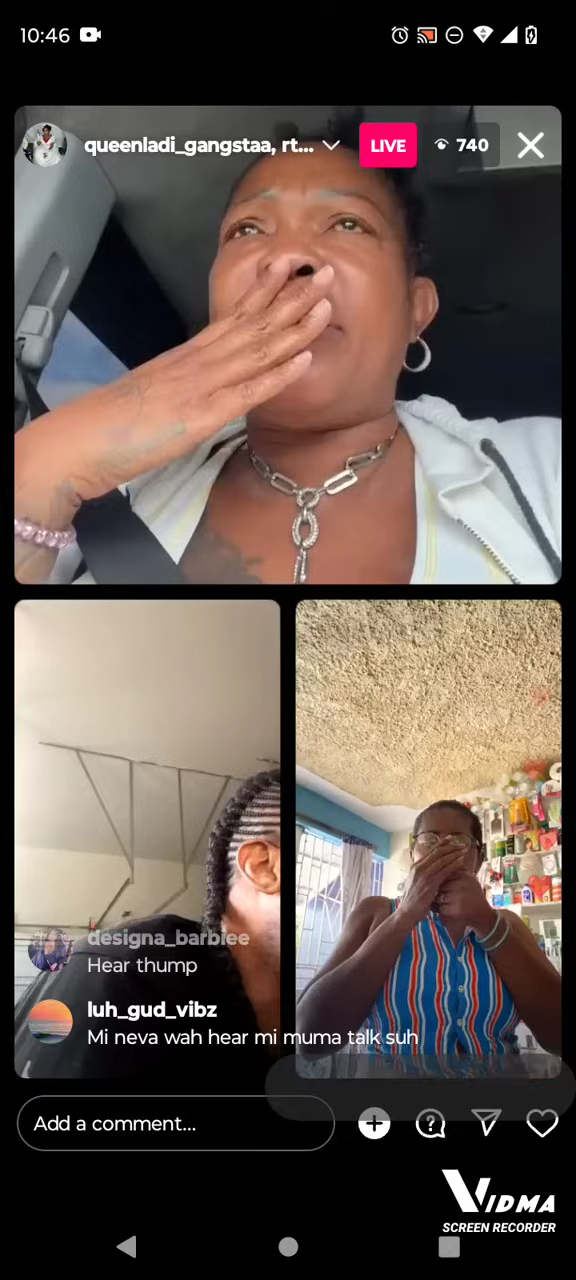 10:46
queenladi_gangstaa, rt...
LIVE
740
designa_barbiee
Hear thump
luh_gud_vibz
Mi neva wah hear mi muma talk suh
Add a comment...
VIDMA
SCREEN RECORDER